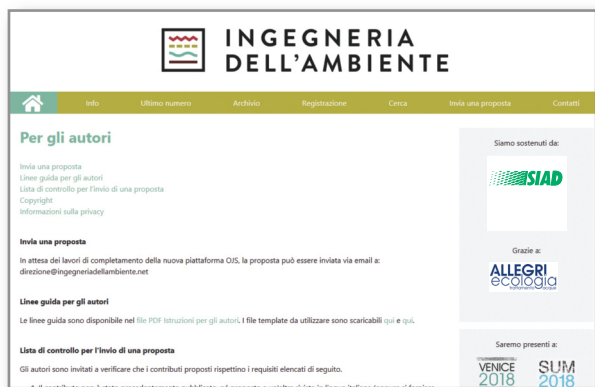 INGEGNERIA
DELL'AMBIENTE
Info Ultimo numero Archivio Registrazione Cerca Invia una proposta Contatti
Per gli autori
Invia una proposta
Linee guida per gli autori
Lista di controllo per l'invio di una proposta
Copyright
Informazioni sulla privacy
Invia una proposta
In attesa dei lavori di completamento della nuova piattaforma OJS, la proposta può essere inviata via email a:
direzione@ingegneriadellambiente.net
Linee guida per gli autori
Le linee guida sono disponibile nel file PDF Istruzioni per gli autori. I file template da utilizzare sono scaricabili qui e qui.
Lista di controllo per l'invio di una proposta
Gli autori sono invitati a verificare che i contributi proposti rispettino i requisiti elencati di seguito.
Siamo sostenuti da:
SIAD
Grazie a:
ALLEGRI
ecologia
trattamento acque
Saremo presenti a:
VENICE
2018
SUM
2018